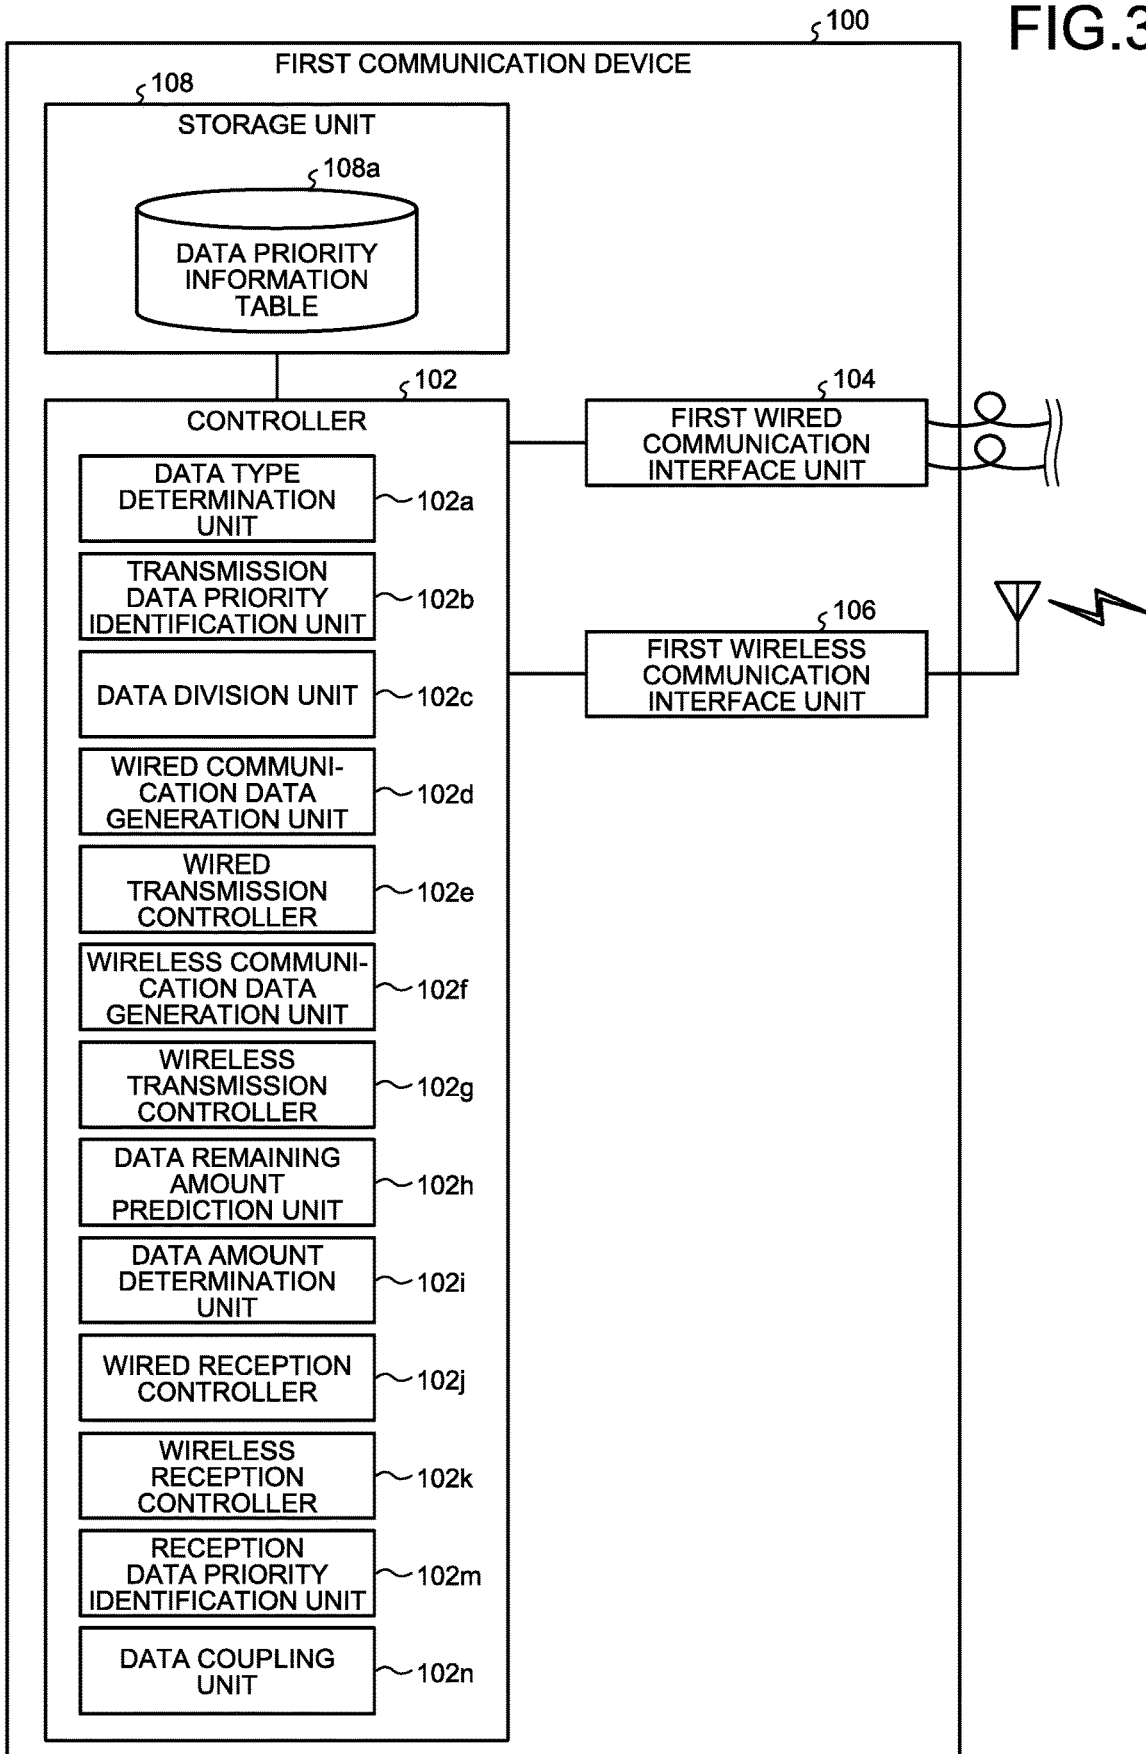 FIG.3
100
FIRST COMMUNICATION DEVICE
108
STORAGE UNIT
108a
DATA PRIORITY
INFORMATION
TABLE
102
CONTROLLER
DATA TYPE
DETERMINATION
UNIT
102a
TRANSMISSION
DATA PRIORITY
IDENTIFICATION UNIT
102b
DATA DIVISION UNIT
102c
WIRED COMMUNI-
CATION DATA
GENERATION UNIT
102d
WIRED
TRANSMISSION
CONTROLLER
102e
WIRELESS COMMUNI-
CATION DATA
GENERATION UNIT
102f
WIRELESS
TRANSMISSION
CONTROLLER
102g
DATA REMAINING
AMOUNT
PREDICTION UNIT
102h
DATA AMOUNT
DETERMINATION
UNIT
102i
WIRED RECEPTION
CONTROLLER
102j
WIRELESS
RECEPTION
CONTROLLER
102k
RECEPTION
DATA PRIORITY
IDENTIFICATION UNIT
102m
DATA COUPLING
UNIT
102n
104
FIRST WIRED
COMMUNICATION
INTERFACE UNIT
106
FIRST WIRELESS
COMMUNICATION
INTERFACE UNIT